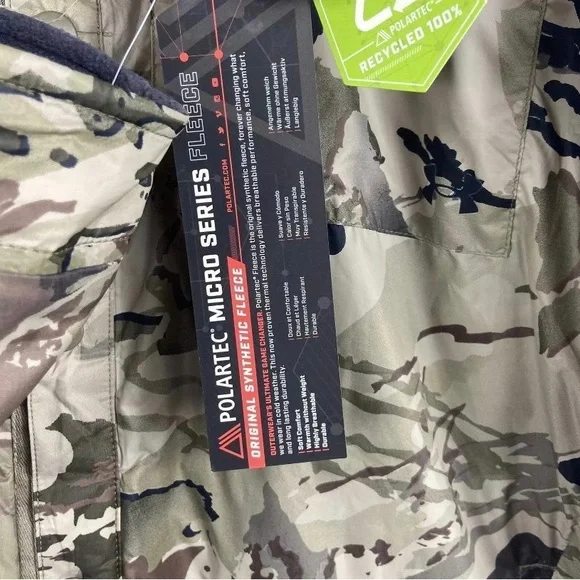 POLARTEC®
RECYCLED 100%
POLARTEC® MICRO SERIES FLEECE
ORIGINAL SYNTHETIC FLEECE
POLARTEC.COM
OUTERWEAR'S ULTIMATE GAME CHANGER. Polartec® Fleece is the original synthetic fleece, forever changing what
we wear in cold weather. This now proven thermal technology delivers breathable performance, soft comfort,
and long lasting durability.
Soft Comfort
Warmth without Weight
Highly Breathable
Durable
Doux et Confortable
Chaud et Léger
Hautement Respirant
Durable
Suave y Cómodo
Calor sin Peso
Muy Transpirable
Resistente y Duradero
Angenehm weich
Wärme ohne Gewicht
Äußerst atmungsaktiv
Langlebig